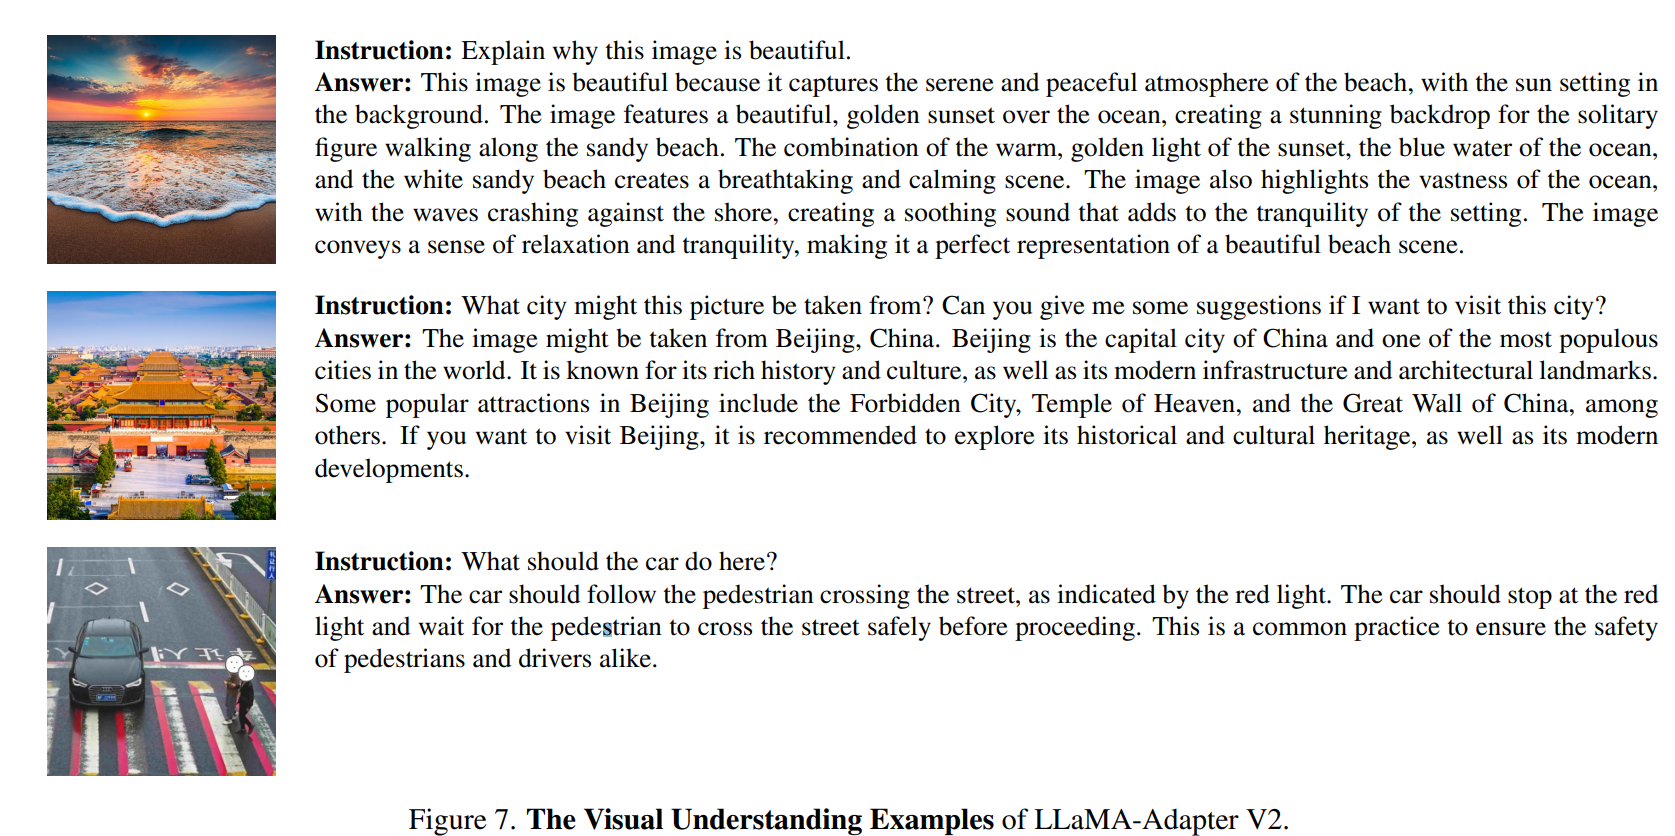 Instruction: Explain why this image is beautiful.
Answer: This image is beautiful because it captures the serene and peaceful atmosphere of the beach, with the sun setting in
the background. The image features a beautiful, golden sunset over the ocean, creating a stunning backdrop for the solitary
figure walking along the sandy beach. The combination of the warm, golden light of the sunset, the blue water of the ocean,
and the white sandy beach creates a breathtaking and calming scene. The image also highlights the vastness of the ocean,
with the waves crashing against the shore, creating a soothing sound that adds to the tranquility of the setting. The image
conveys a sense of relaxation and tranquility, making it a perfect representation of a beautiful beach scene.
Instruction: What city might this picture be taken from? Can you give me some suggestions if I want to visit this city?
Answer: The image might be taken from Beijing, China. Beijing is the capital city of China and one of the most populous
cities in the world. It is known for its rich history and culture, as well as its modern infrastructure and architectural landmarks.
Some popular attractions in Beijing include the Forbidden City, Temple of Heaven, and the Great Wall of China, among
others. If you want to visit Beijing, it is recommended to explore its historical and cultural heritage, as well as its modern
developments.
Instruction: What should the car do here?
Answer: The car should follow the pedestrian crossing the street, as indicated by the red light. The car should stop at the red
light and wait for the pedestrian to cross the street safely before proceeding. This is a common practice to ensure the safety
of pedestrians and drivers alike.
Figure 7. The Visual Understanding Examples of LLaMA-Adapter V2.